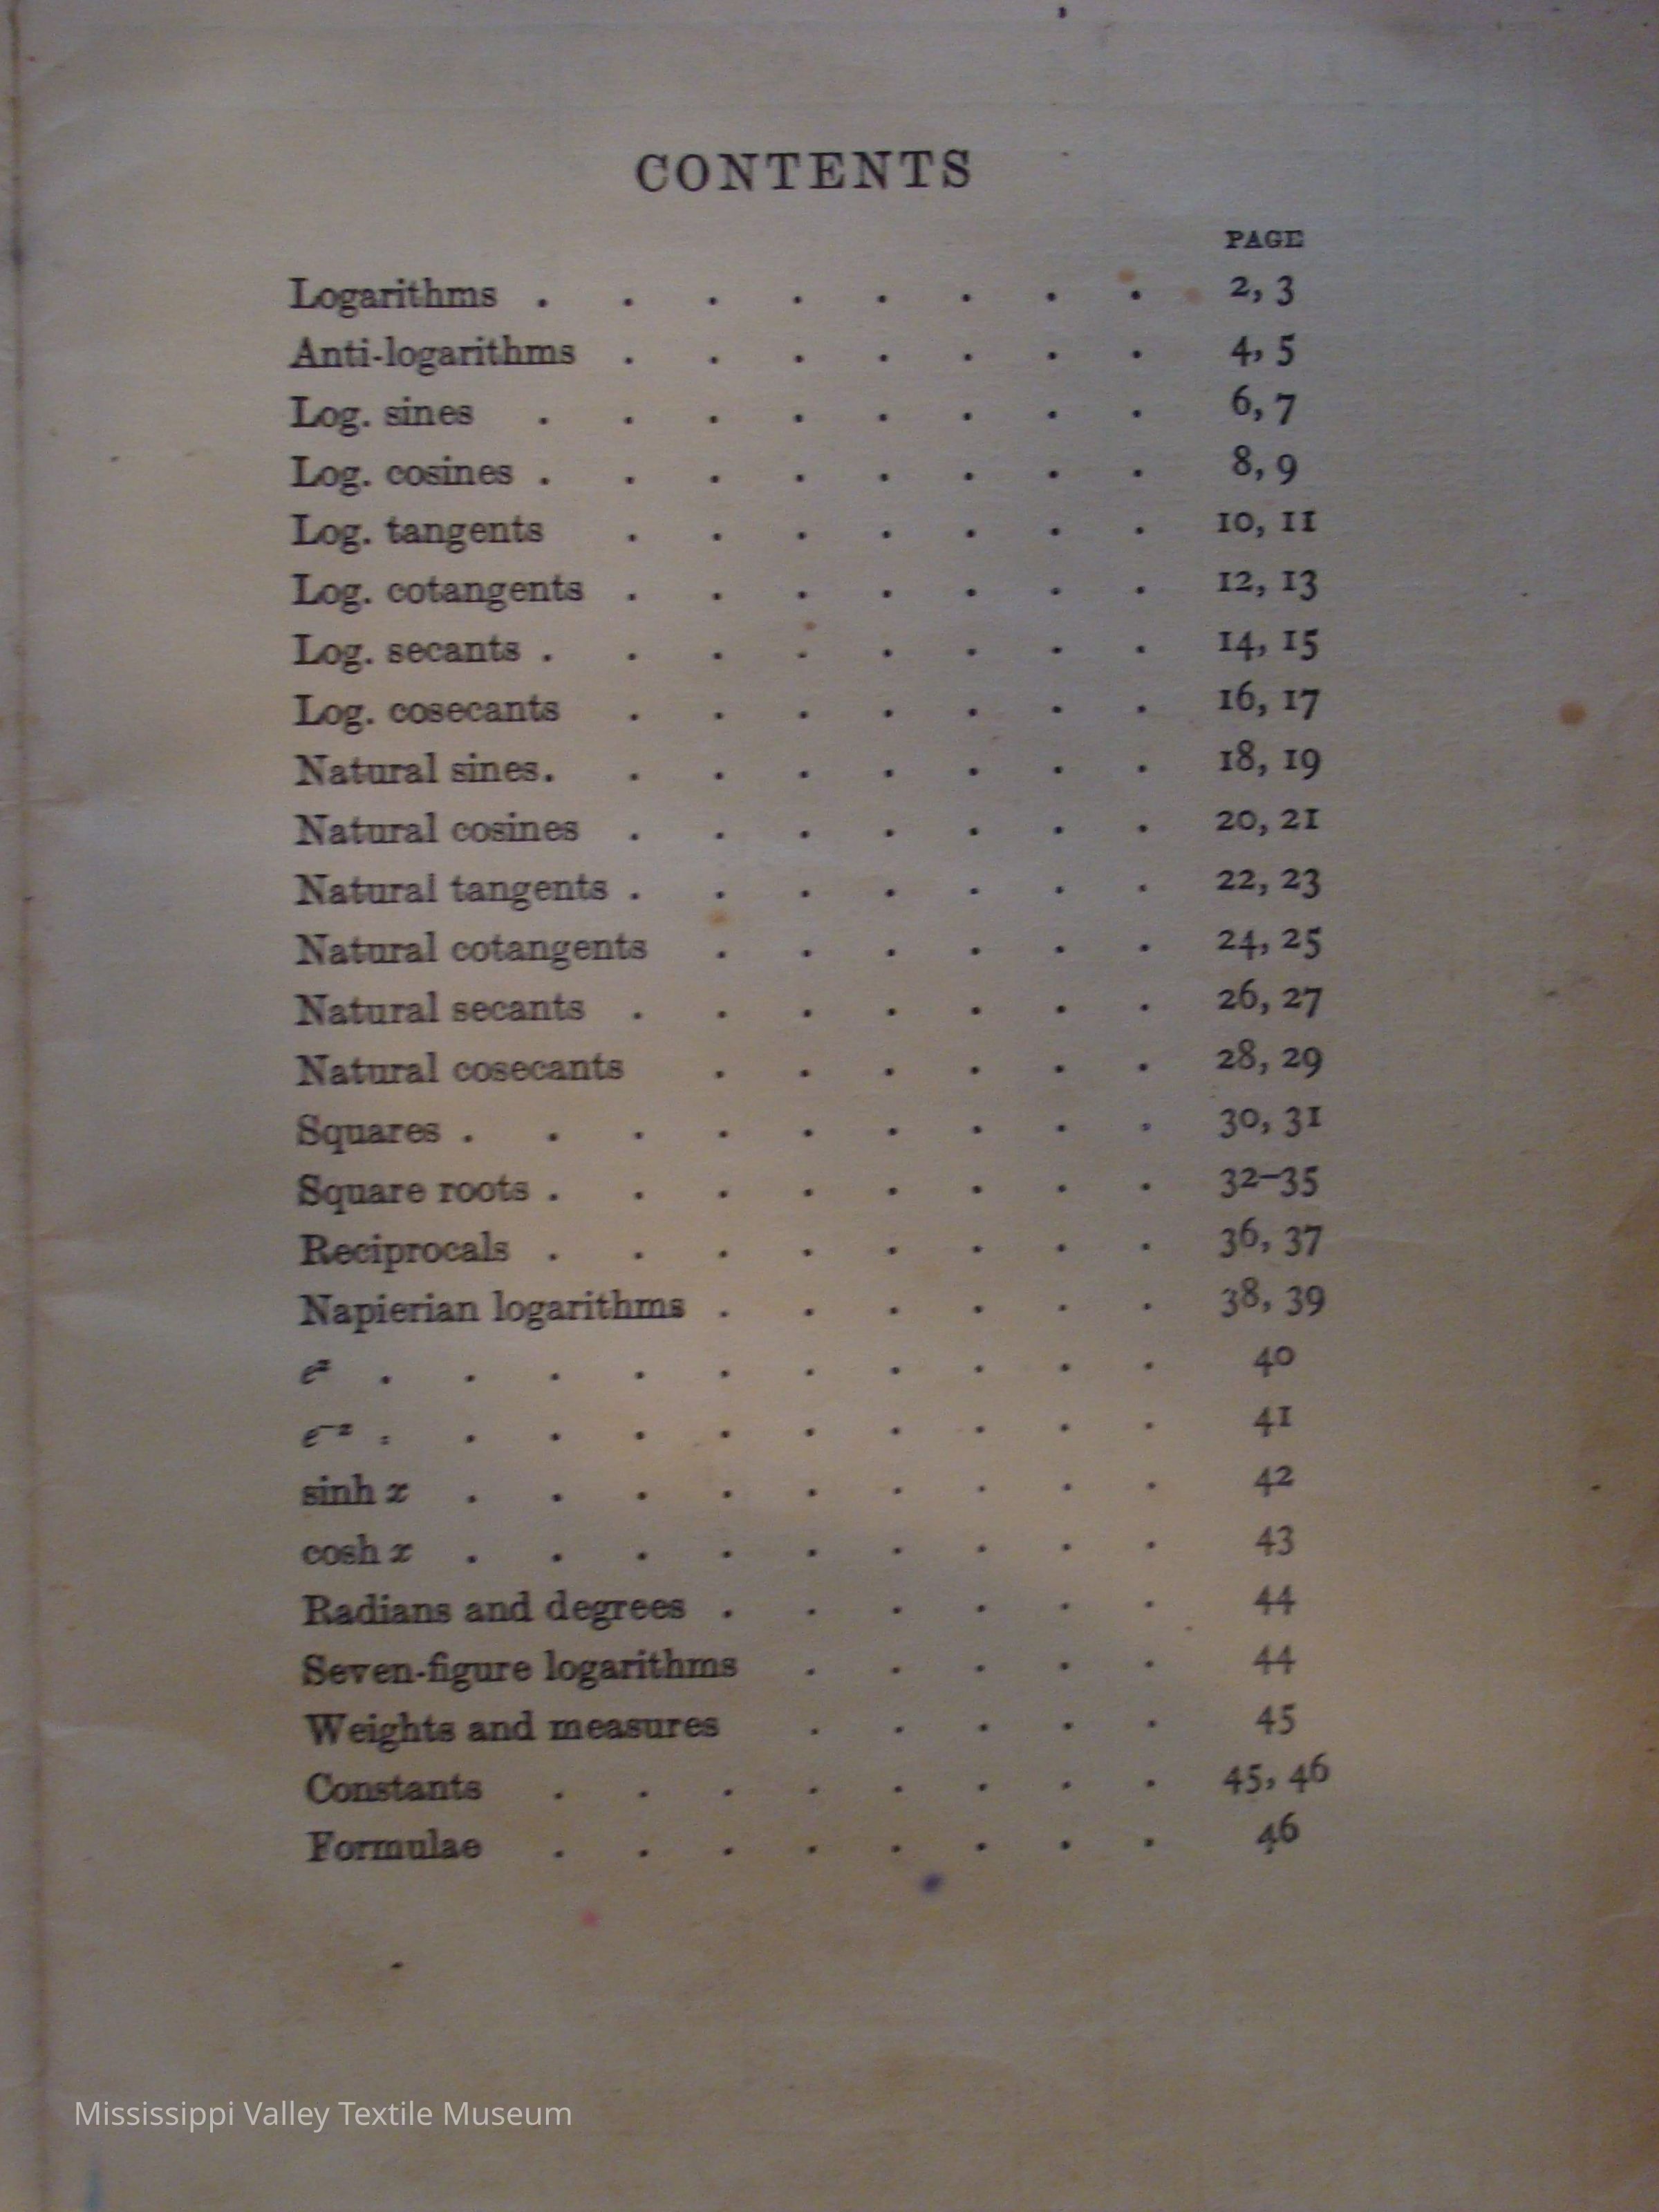 CONTENTS
PAGE
Logarithms . . . . . . . . 2, 3
Anti-logarithms . . . . . . . 4, 5
Log. sines . . . . . . . . 6, 7
Log. cosines . . . . . . . . 8, 9
Log. tangents . . . . . . . 10, 11
Log. cotangents . . . . . . . 12, 13
Log. secants . . . . . . . . 14, 15
Log. cosecants . . . . . . . 16, 17
Natural sines . . . . . . . . 18, 19
Natural cosines . . . . . . . 20, 21
Natural tangents . . . . . . . 22, 23
Natural cotangents . . . . . . 24, 25
Natural secants . . . . . . . 26, 27
Natural cosecants . . . . . . 28, 29
Squares . . . . . . . . . 30, 31
Square roots . . . . . . . . 32–35
Reciprocals . . . . . . . . 36, 37
Napierian logarithms . . . . . . 38, 39
eˣ . . . . . . . . . . 40
e⁻ˣ . . . . . . . . . . 41
sinh x . . . . . . . . . 42
cosh x . . . . . . . . . 43
Radians and degrees . . . . . . 44
Seven-figure logarithms . . . . . 44
Weights and measures . . . . . 45
Constants . . . . . . . . 45, 46
Formulae . . . . . . . . 46
Mississippi Valley Textile Museum